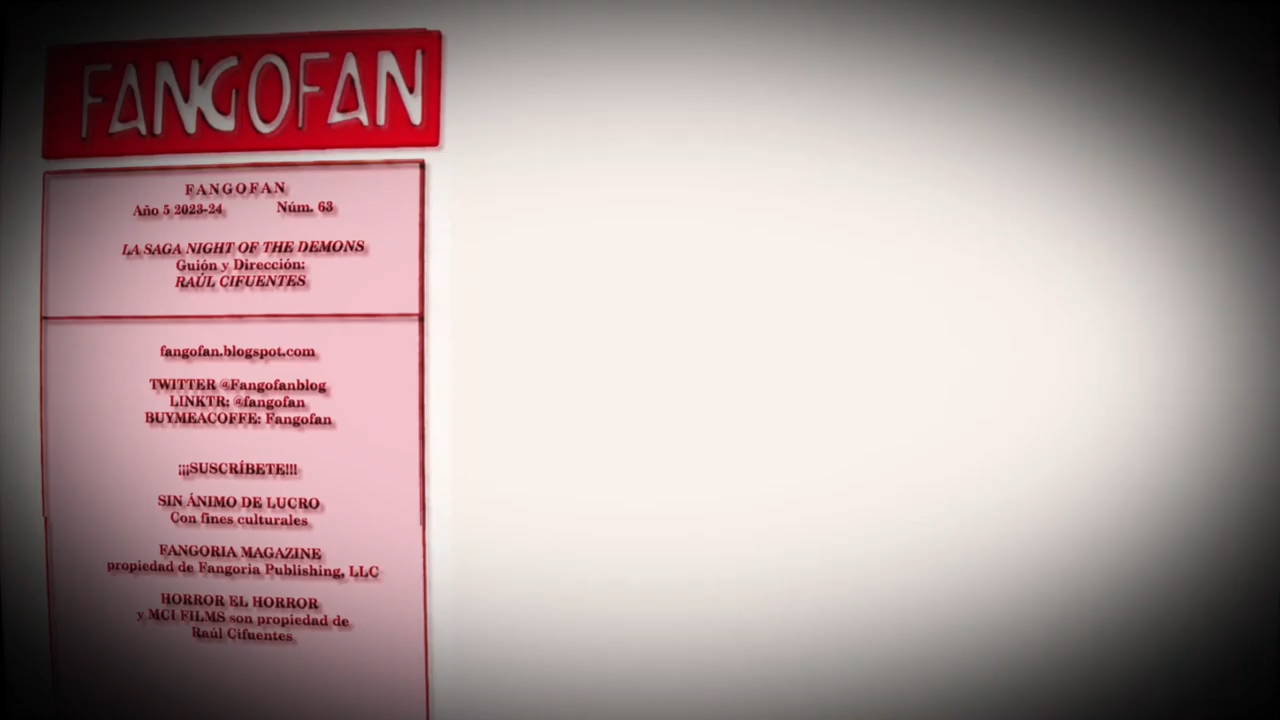 FANGOFAN
FANGOFAN
Año 5 2023-24 Núm. 63
LA SAGA NIGHT OF THE DEMONS
Guión y Dirección:
RAÚL CIFUENTES
fangofan.blogspot.com
TWITTER @Fangofanblog
LINKTR: @fangofan
BUYMEACOFFE: Fangofan
¡¡¡SUSCRÍBETE!!!
SIN ÁNIMO DE LUCRO
Con fines culturales
FANGORIA MAGAZINE
propiedad de Fangoria Publishing, LLC
HORROR EL HORROR
y MCI FILMS son propiedad de
Raúl Cifuentes